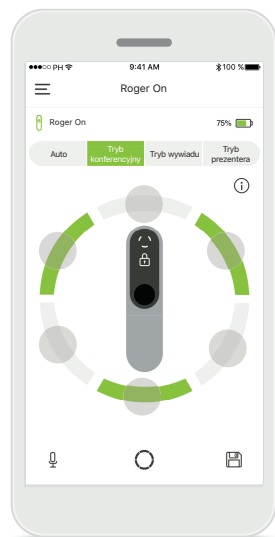 PH 9:41 AM 100 %
Roger On
Roger On 75%
Auto Tryb konferencyjny Tryb wywiadu Tryb prezentera